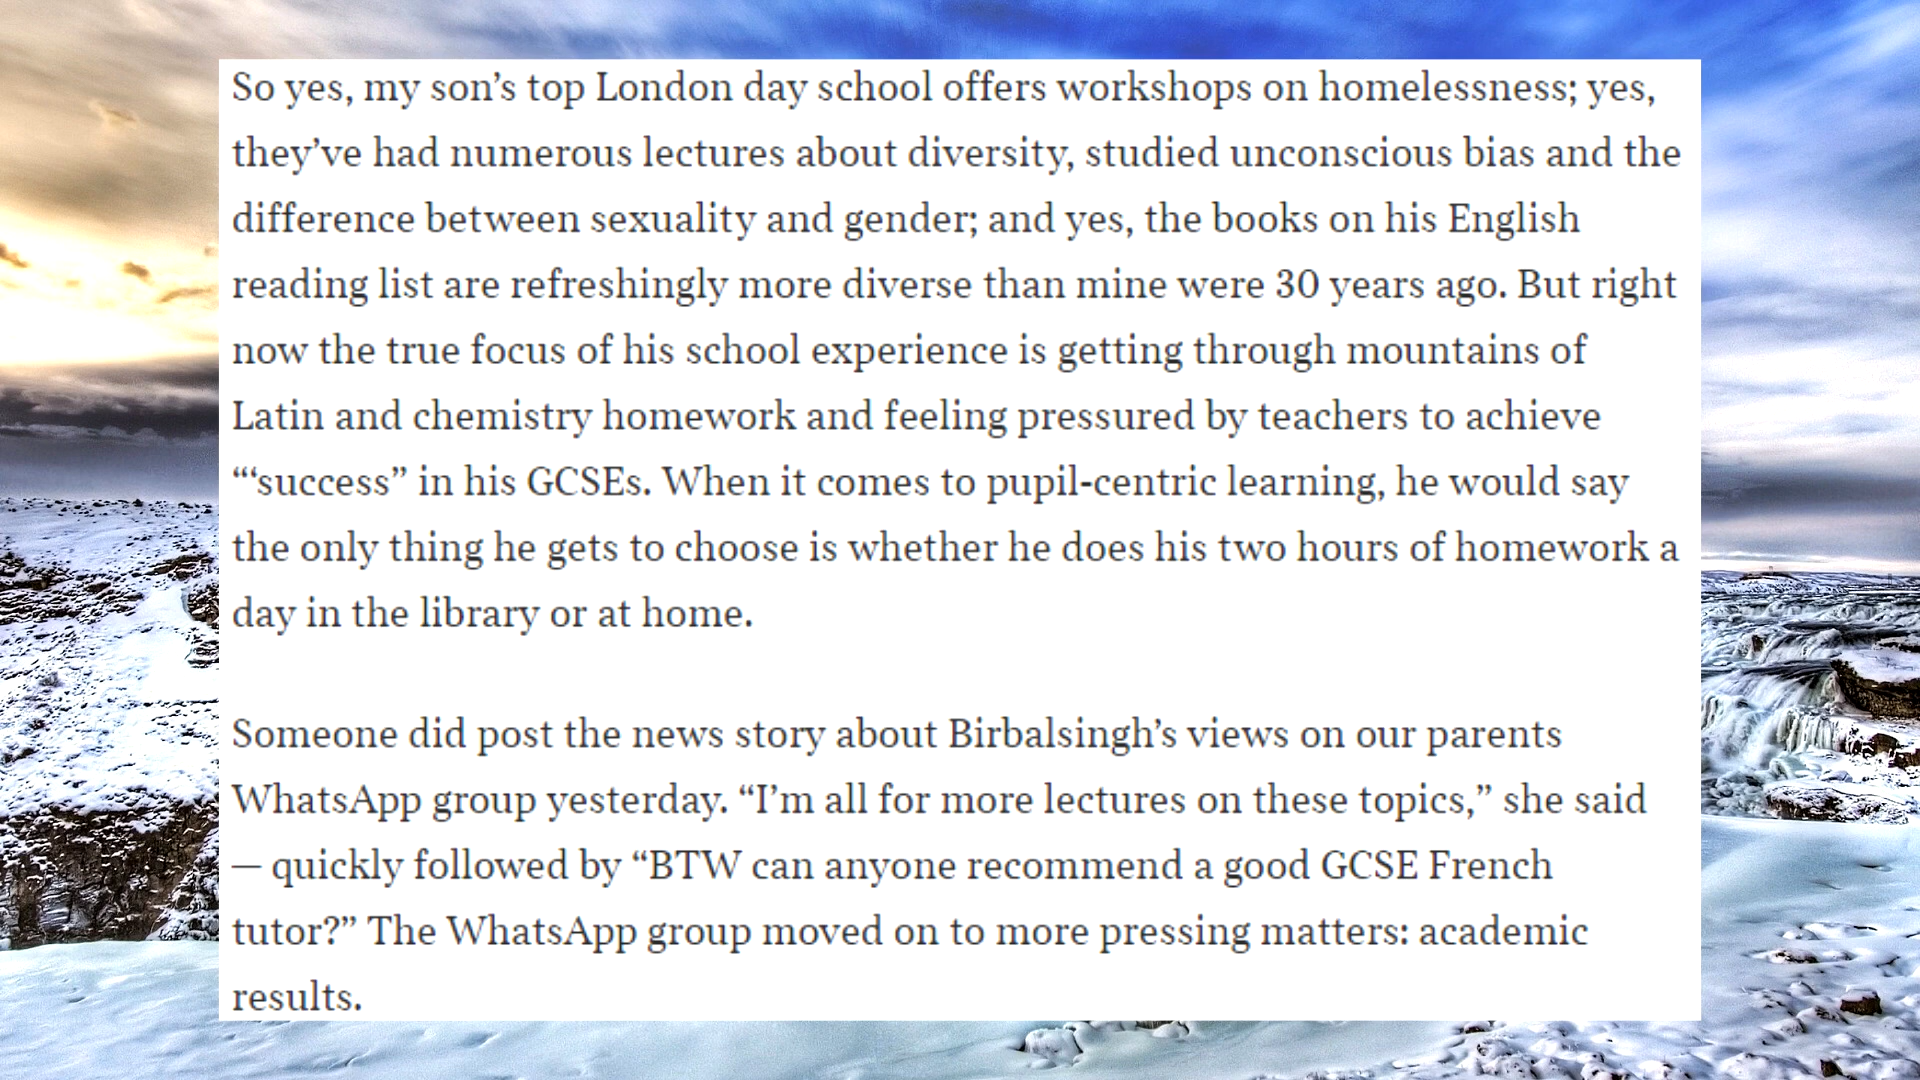 So yes, my son’s top London day school offers workshops on homelessness; yes,
they’ve had numerous lectures about diversity, studied unconscious bias and the
difference between sexuality and gender; and yes, the books on his English
reading list are refreshingly more diverse than mine were 30 years ago. But right
now the true focus of his school experience is getting through mountains of
Latin and chemistry homework and feeling pressured by teachers to achieve
“‘success” in his GCSEs. When it comes to pupil-centric learning, he would say
the only thing he gets to choose is whether he does his two hours of homework a
day in the library or at home.
Someone did post the news story about Birbalsingh’s views on our parents
WhatsApp group yesterday. “I’m all for more lectures on these topics,” she said
— quickly followed by “BTW can anyone recommend a good GCSE French
tutor?” The WhatsApp group moved on to more pressing matters: academic
results.